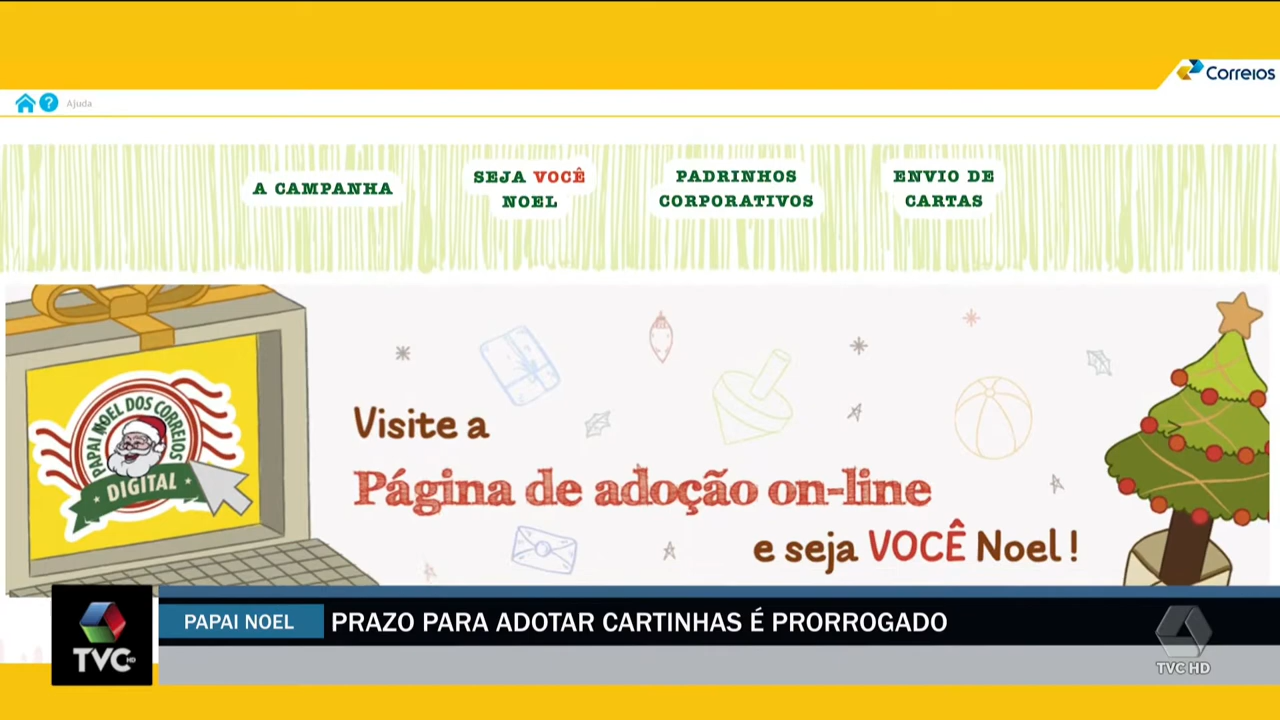 Correios
Ajuda
A CAMPANHA
SEJA VOCÊ
NOEL
PADRINHOS
CORPORATIVOS
ENVIO DE
CARTAS
PAPAI NOEL DOS CORREIOS
DIGITAL
Visite a
Página de adoção on-line
e seja VOCÊ Noel !
PAPAI NOEL
PRAZO PARA ADOTAR CARTINHAS É PRORROGADO
TVC HD
TVC HD